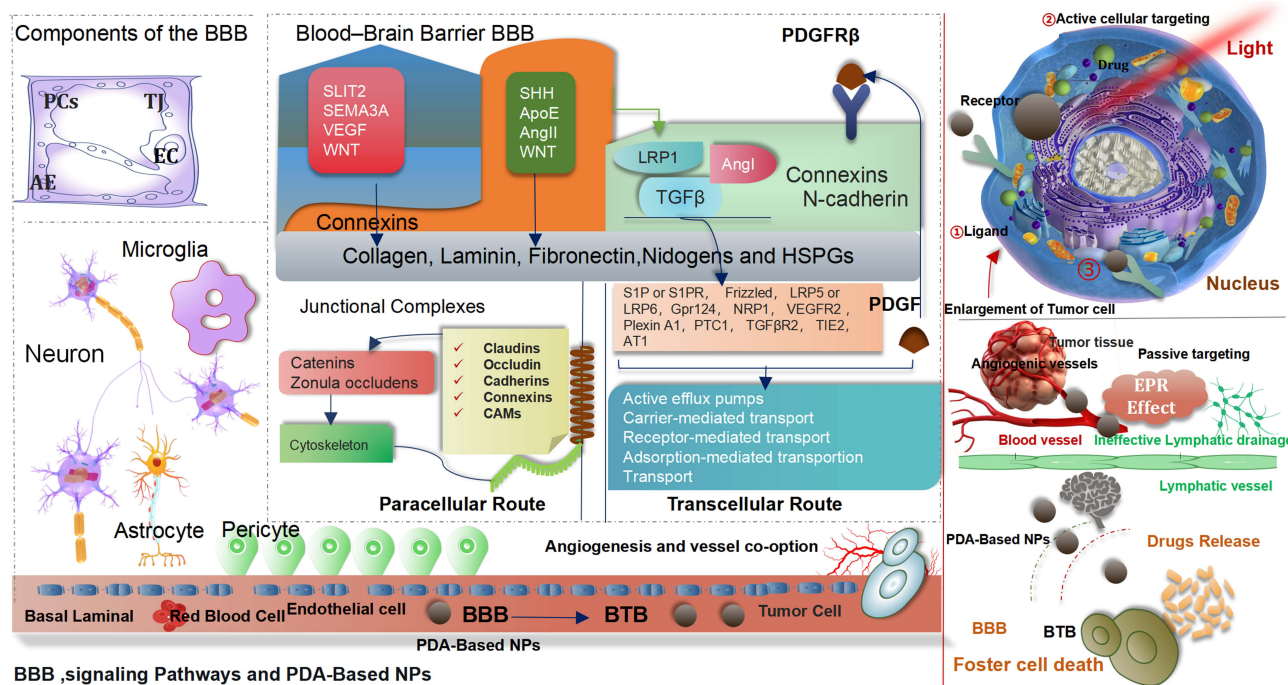 Components of the BBB
PCs
TJ
EC
AE
Microglia
Neuron
Astrocyte
Pericyte
Blood–Brain Barrier BBB
SLIT2
SEMA3A
VEGF
WNT
SHH
ApoE
AngII
WNT
Connexins
PDGFRβ
LRP1
AngI
TGFβ
Connexins
N-cadherin
Collagen, Laminin, Fibronectin,Nidogens and HSPGs
Junctional Complexes
Catenins
Zonula occludens
Cytoskeleton
✓ Claudins
✓ Occludin
✓ Cadherins
✓ Connexins
✓ CAMs
Paracellular Route
S1P or S1PR, Frizzled, LRP5 or
LRP6, Gpr124, NRP1, VEGFR2 ,
Plexin A1, PTC1, TGFβR2, TIE2,
AT1
PDGF
Active efflux pumps
Carrier-mediated transport
Receptor-mediated transport
Adsorption-mediated transportion
Transport
Transcellular Route
Angiogenesis and vessel co-option
Basal Laminal
Red Blood Cell
Endothelial cell
BBB
BTB
Tumor Cell
PDA-Based NPs
BBB ,signaling Pathways and PDA-Based NPs
②Active cellular targeting
Light
Drug
Receptor
①Ligand
③
Nucleus
Enlargement of Tumor cell
Tumor tissue
Angiogenic vessels
Passive targeting
EPR
Effect
Blood vessel
Ineffective Lymphatic drainage
Lymphatic vessel
PDA-Based NPs
Drugs Release
BBB
BTB
Foster cell death